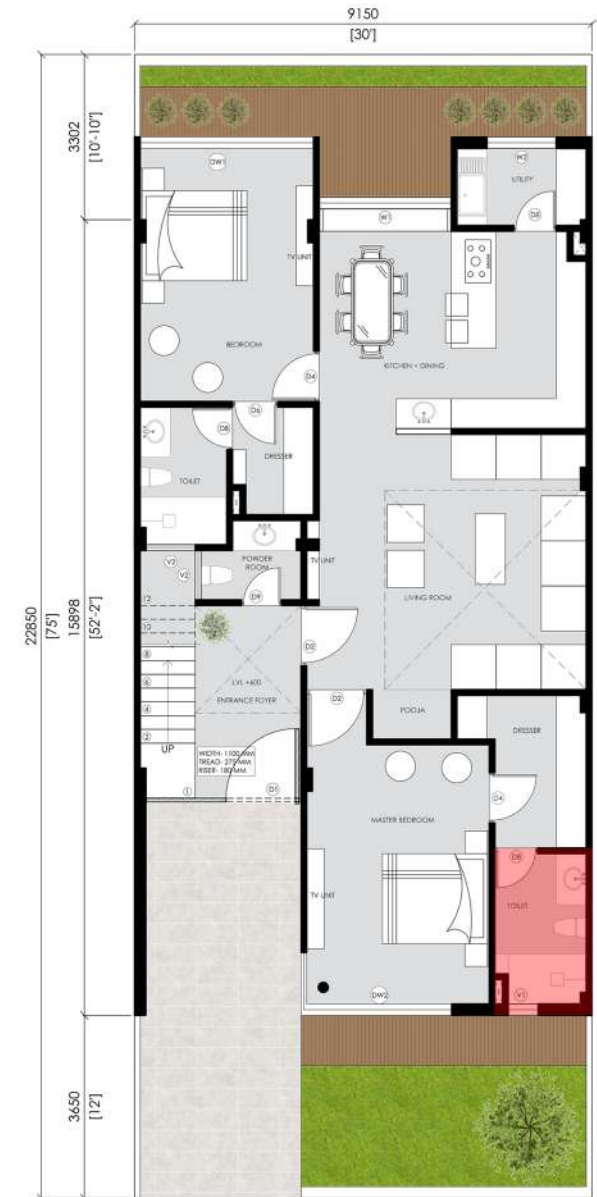 9150
[30']
3302
[10'-10"]
DW1
W2
UTILITY
D8
W1
TV UNIT
BEDROOM
D4
KITCHEN + DINING
D6
D8
DRESSER
TOILET
22850
[75']
15898
[52'-2"]
V2
V2
POWDER
ROOM
TV UNIT
D9
LIVING ROOM
12
10
8
6
4
2
D2
LVL +600
ENTRANCE FOYER
D2
POOJA
DRESSER
UP
WIDTH- 1100 MM
TREAD- 275 MM
RISER- 180 MM
1
D1
D4
MASTER BEDROOM
D8
TV UNIT
TOILET
DW2
V1
3650
[12']